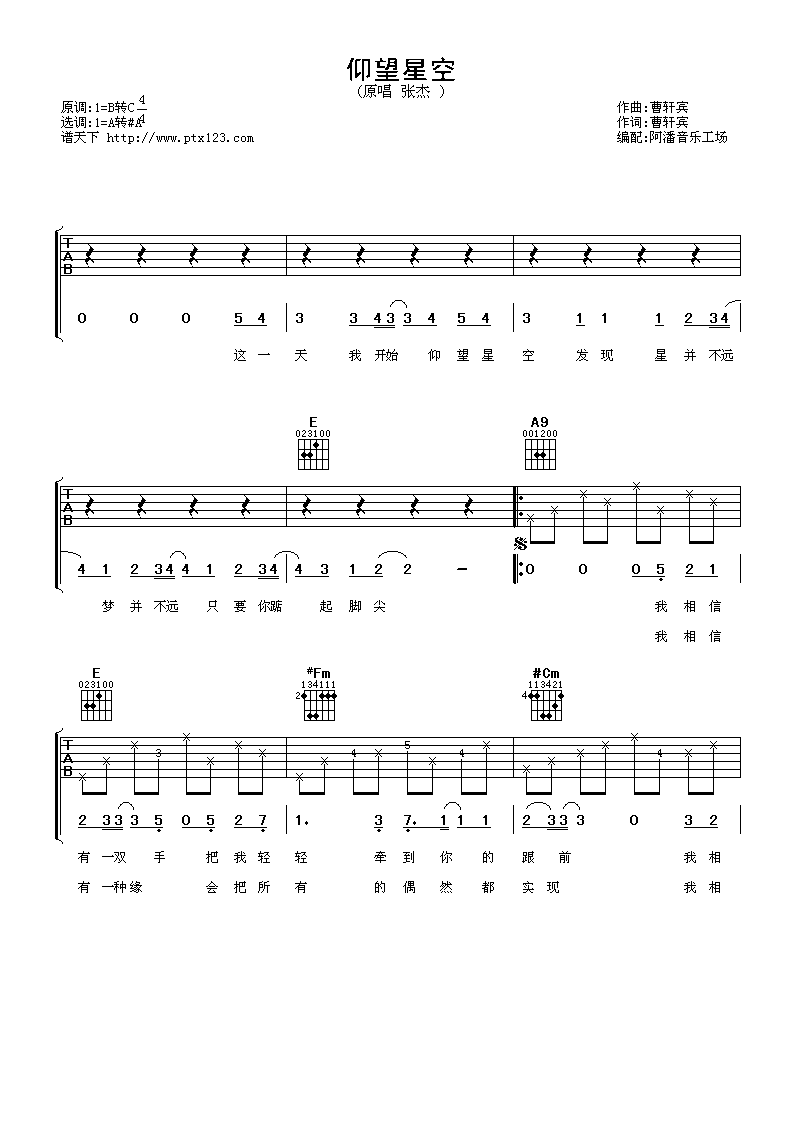 仰望星空
(原唱 张杰 )
原调:1=B转C 4/4
选调:1=A转#A
谱天下 http://www.ptx123.com
作曲:曹轩宾
作词:曹轩宾
编配:阿潘音乐工场
T A B
0 0 0 5 4 3 3 4 3 3 4 5 4 3 1 1 1 2 3 4
这 一 天 我 开始 仰 望 星 空 发 现 星 并 不远
E A9
023100 001200
T A B
4 1 2 3 4 4 1 2 3 4 4 3 1 2 2 - 0 0 0 5 2 1
梦 并 不远 只 要 你踮 起 脚 尖 我 相 信
我 相 信
E #Fm #Cm
023100 134111 113421
2 4
T A B
3 4 5 4 4
2 3 3 3 5 0 5 2 7 1. 3 7. 1 1 1 2 3 3 3 0 3 2
有 一双 手 把 我 轻 轻 牵 到 你 的 跟 前 我 相
有 一种 缘 会 把 所 有 的 偶 然 都 实 现 我 相